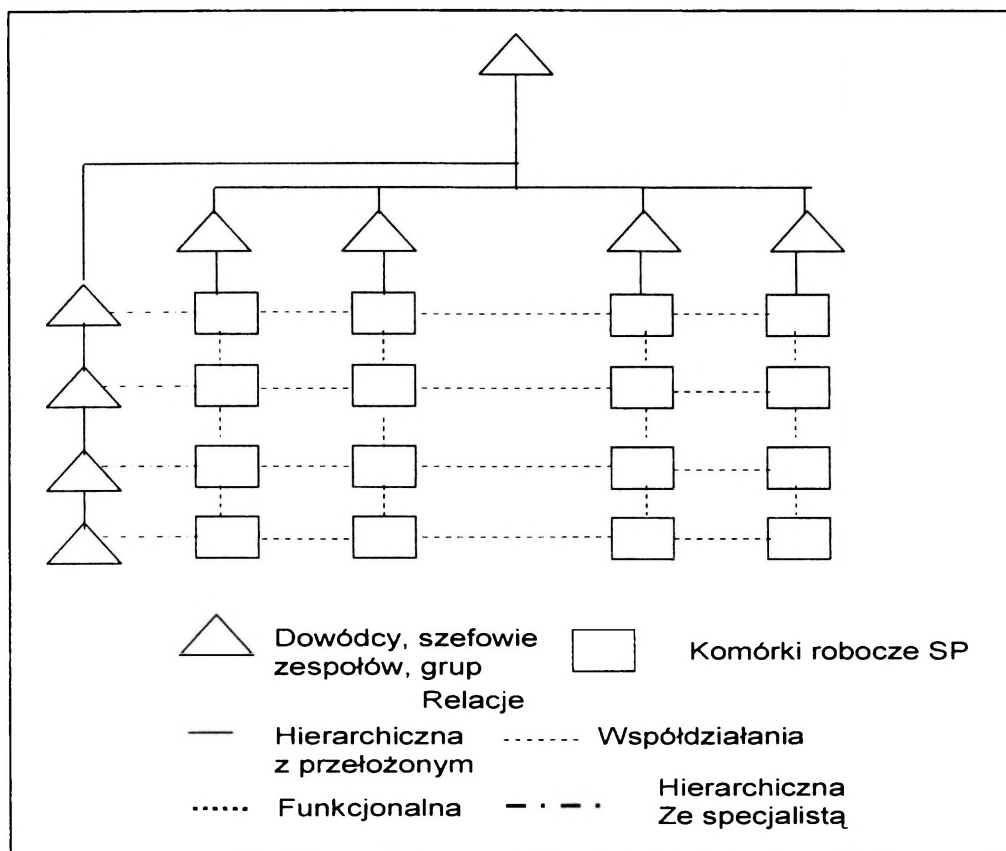 Dowódcy, szefowie
zespołów, grup
Komórki robocze SP
Relacje
Hierarchiczna
z przełożonym
Współdziałania
Funkcjonalna
Hierarchiczna
Ze specjalistą